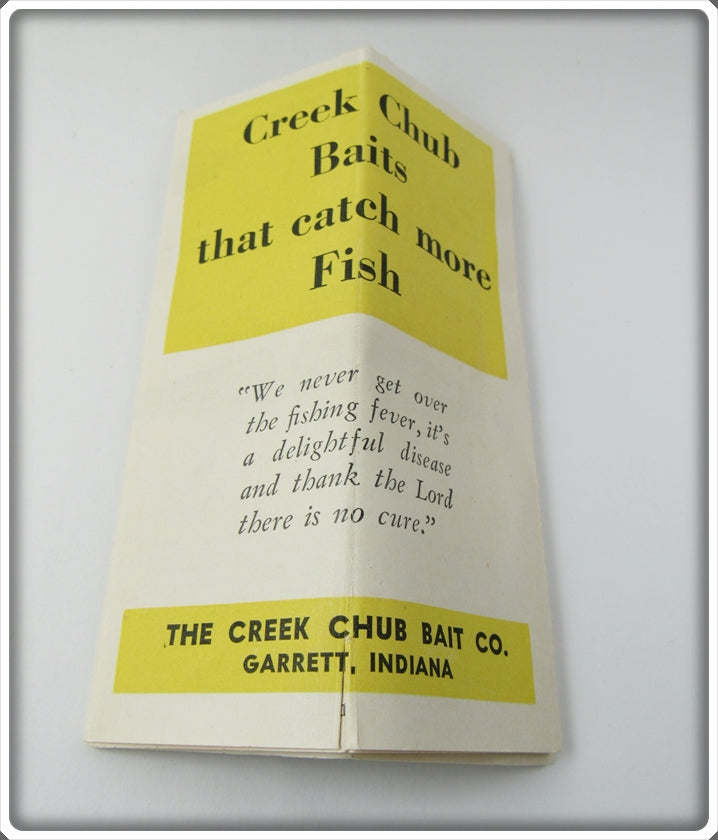 Creek Chub
Baits
that catch more
Fish
“We never get over
the fishing fever, it's
a delightful disease
and thank the Lord
there is no cure.”
THE CREEK CHUB BAIT CO.
GARRETT, INDIANA